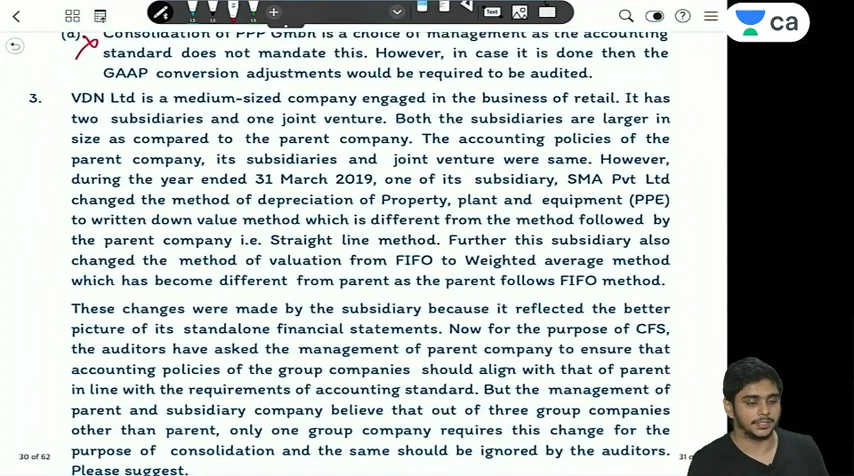 Text
ca
(d) Consolidation of PPP Gmbh is a choice of management as the accounting
standard does not mandate this. However, in case it is done then the
GAAP conversion adjustments would be required to be audited.
3. VDN Ltd is a medium-sized company engaged in the business of retail. It has
two subsidiaries and one joint venture. Both the subsidiaries are larger in
size as compared to the parent company. The accounting policies of the
parent company, its subsidiaries and joint venture were same. However,
during the year ended 31 March 2019, one of its subsidiary, SMA Pvt Ltd
changed the method of depreciation of Property, plant and equipment (PPE)
to written down value method which is different from the method followed by
the parent company i.e. Straight line method. Further this subsidiary also
changed the method of valuation from FIFO to Weighted average method
which has become different from parent as the parent follows FIFO method.
These changes were made by the subsidiary because it reflected the better
picture of its standalone financial statements. Now for the purpose of CFS,
the auditors have asked the management of parent company to ensure that
accounting policies of the group companies should align with that of parent
in line with the requirements of accounting standard. But the management of
parent and subsidiary company believe that out of three group companies
other than parent, only one group company requires this change for the
purpose of consolidation and the same should be ignored by the auditors.
Please suggest.
30 of 62
31 o